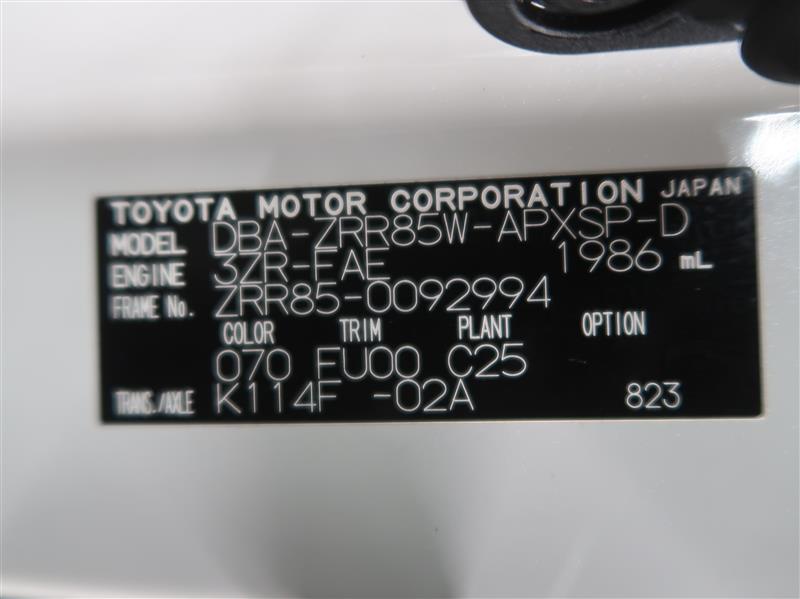 TOYOTA MOTOR CORPORATION JAPAN
MODEL DBA-ZRR85W-APXSP-D
ENGINE 3ZR-FAE 1986 mL
FRAME No. ZRR85-0092994
COLOR TRIM PLANT OPTION
070 FU00 C25
TRANS./AXLE K114F -02A 823